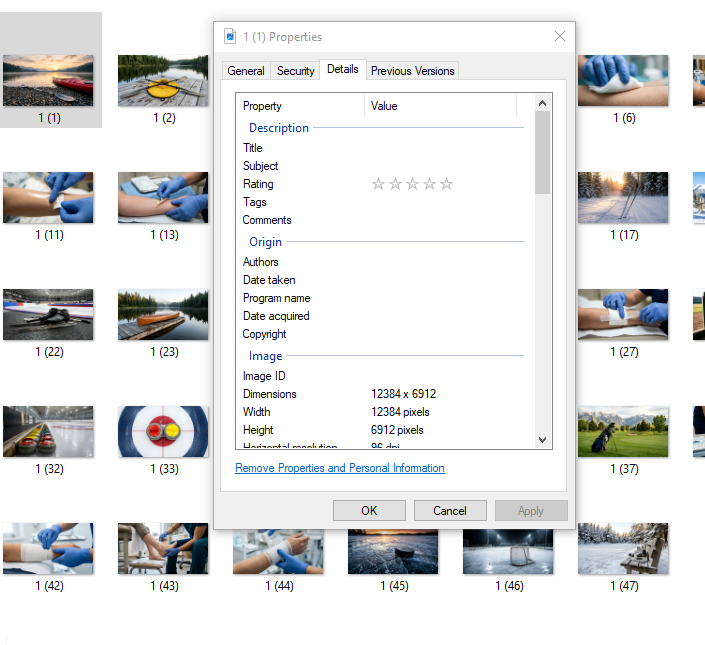 1 (1) Properties
General Security Details Previous Versions
Property Value
Description
Title
Subject
Rating
Tags
Comments
Origin
Authors
Date taken
Program name
Date acquired
Copyright
Image
Image ID
Dimensions 12384 x 6912
Width 12384 pixels
Height 6912 pixels
Horizontal resolution 96 dpi
Remove Properties and Personal Information
OK Cancel Apply
1 (1) 1 (2) 1 (6)
1 (11) 1 (13) 1 (17)
1 (22) 1 (23) 1 (27)
1 (32) 1 (33) 1 (37)
1 (42) 1 (43) 1 (44) 1 (45) 1 (46) 1 (47)